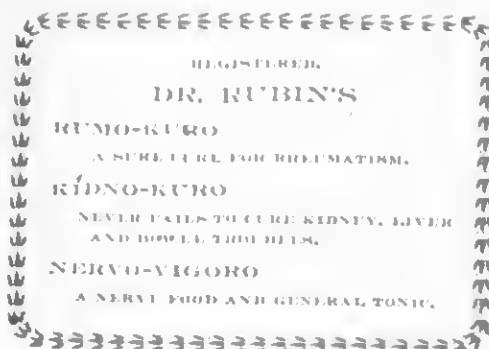 REGISTERED.
DR. RUBIN'S
RUMO-KURO
A SURE CURE FOR RHEUMATISM.
KIDNO-KURO
NEVER FAILS TO CURE KIDNEY, LIVER
AND BOWEL TROUBLES.
NERVO-VIGORO
A NERVE FOOD AND GENERAL TONIC.